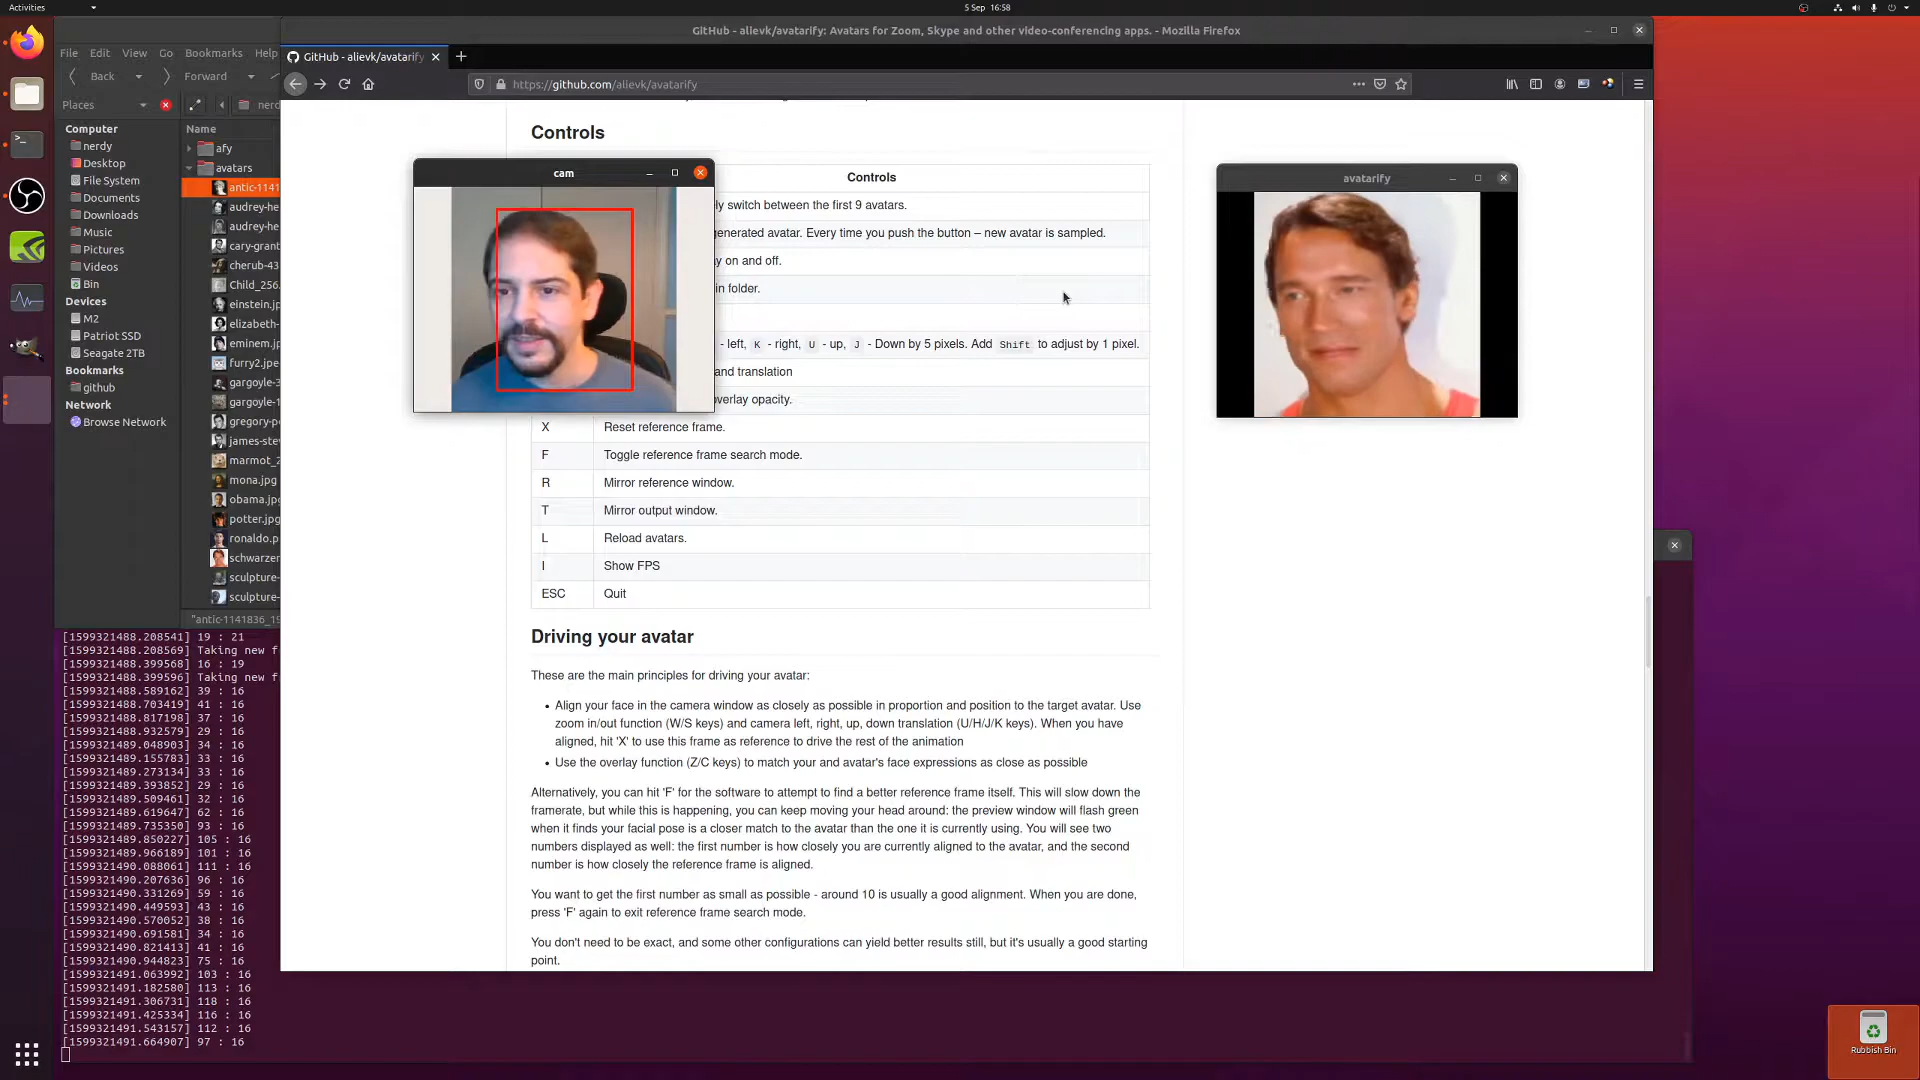 Activities
5 Sep 16:58
GitHub - alievk/avatarify: Avatars for Zoom, Skype and other video-conferencing apps. - Mozilla Firefox
File Edit View Go Bookmarks Help
GitHub - alievk/avatarify
Back Forward
https://github.com/alievk/avatarify
Places
nerd
Computer
nerdy
Desktop
File System
Documents
Downloads
Music
Pictures
Videos
Bin
Devices
M2
Patriot SSD
Seagate 2TB
Bookmarks
github
Network
Browse Network
Name
afy
avatars
antic-1141
audrey-he
audrey-he
cary-grant
cherub-43
Child_256.
einstein.jp
elizabeth-
eminem.jp
furry2.jpe
gargoyle-3
gargoyle-1
gregory-pe
james-stev
marmot_2
mona.jpg
obama.jpg
potter.jpg
ronaldo.p
schwarzen
sculpture-
sculpture-
"antic-1141836_19
Controls
cam
avatarify
Controls
ly switch between the first 9 avatars.
generated avatar. Every time you push the button – new avatar is sampled.
y on and off.
in folder.
- left, K - right, U - up, J - Down by 5 pixels. Add Shift to adjust by 1 pixel.
and translation
overlay opacity.
X Reset reference frame.
F Toggle reference frame search mode.
R Mirror reference window.
T Mirror output window.
L Reload avatars.
I Show FPS
ESC Quit
Driving your avatar
These are the main principles for driving your avatar:
• Align your face in the camera window as closely as possible in proportion and position to the target avatar. Use
zoom in/out function (W/S keys) and camera left, right, up, down translation (U/H/J/K keys). When you have
aligned, hit 'X' to use this frame as reference to drive the rest of the animation
• Use the overlay function (Z/C keys) to match your and avatar's face expressions as close as possible
Alternatively, you can hit 'F' for the software to attempt to find a better reference frame itself. This will slow down the
framerate, but while this is happening, you can keep moving your head around: the preview window will flash green
when it finds your facial pose is a closer match to the avatar than the one it is currently using. You will see two
numbers displayed as well: the first number is how closely you are currently aligned to the avatar, and the second
number is how closely the reference frame is aligned.
You want to get the first number as small as possible - around 10 is usually a good alignment. When you are done,
press 'F' again to exit reference frame search mode.
You don't need to be exact, and some other configurations can yield better results still, but it's usually a good starting
point.
[1599321488.208541] 19 : 21
[1599321488.208569] Taking new f
[1599321488.399568] 16 : 19
[1599321488.399596] Taking new f
[1599321488.589162] 39 : 16
[1599321488.703419] 41 : 16
[1599321488.817198] 37 : 16
[1599321488.932579] 29 : 16
[1599321489.048903] 34 : 16
[1599321489.155783] 33 : 16
[1599321489.273134] 33 : 16
[1599321489.393852] 29 : 16
[1599321489.509461] 32 : 16
[1599321489.619647] 62 : 16
[1599321489.735350] 93 : 16
[1599321489.850227] 105 : 16
[1599321489.966189] 101 : 16
[1599321490.088061] 111 : 16
[1599321490.207636] 96 : 16
[1599321490.331269] 59 : 16
[1599321490.449593] 43 : 16
[1599321490.570052] 38 : 16
[1599321490.691581] 34 : 16
[1599321490.821413] 41 : 16
[1599321490.944823] 75 : 16
[1599321491.063992] 103 : 16
[1599321491.182580] 113 : 16
[1599321491.306731] 118 : 16
[1599321491.425334] 116 : 16
[1599321491.543157] 112 : 16
[1599321491.664907] 97 : 16
Rubbish Bin